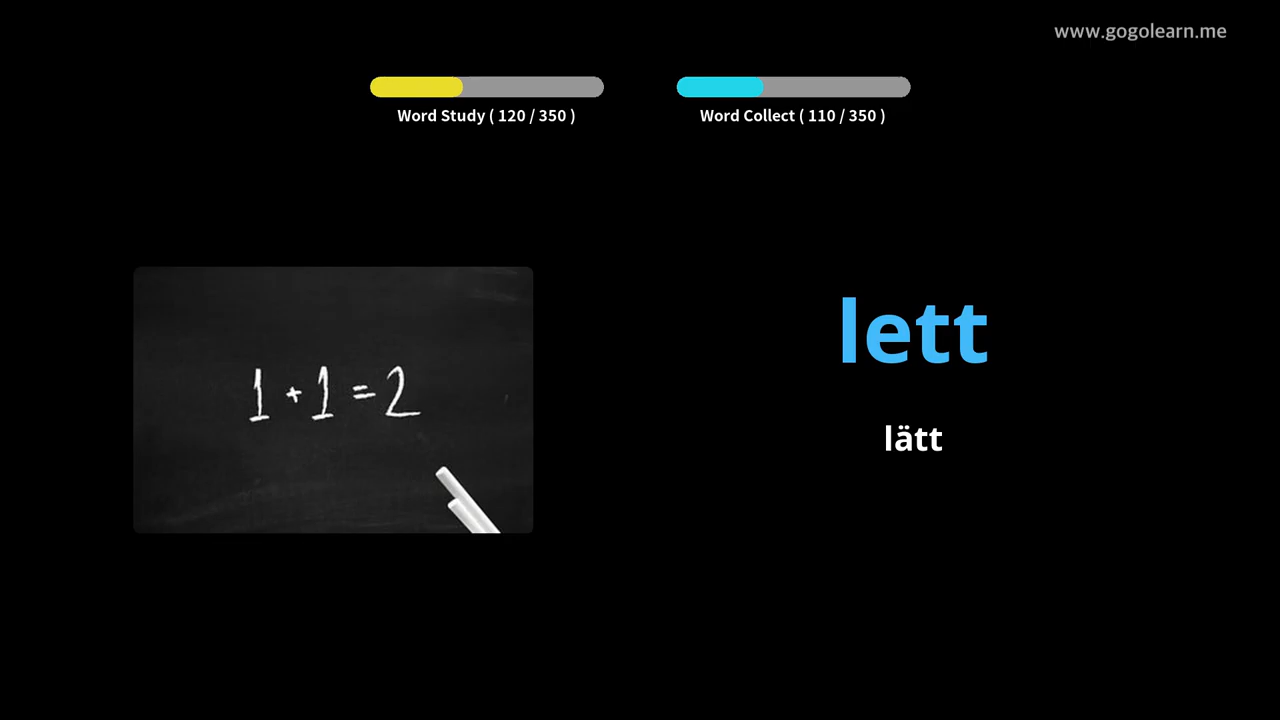 www.gogolearn.me
Word Study ( 120 / 350 )
Word Collect ( 110 / 350 )
1 + 1 = 2
lett
lätt